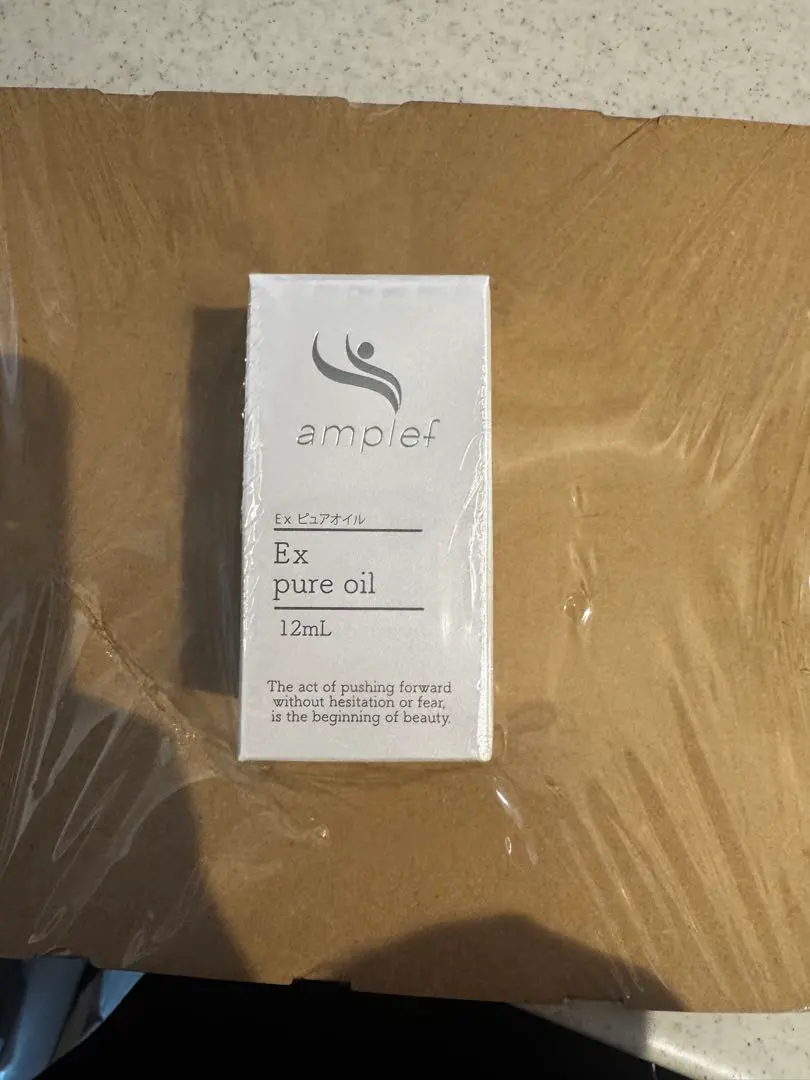 amplef
Ex ピュアオイル
Ex
pure oil
12mL
The act of pushing forward
without hesitation or fear,
is the beginning of beauty.